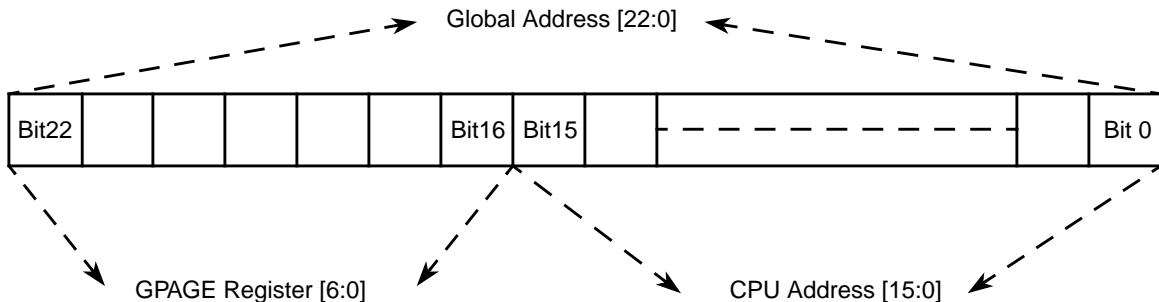 Global Address [22:0]
Bit22 Bit16 Bit15 Bit 0
GPAGE Register [6:0] CPU Address [15:0]